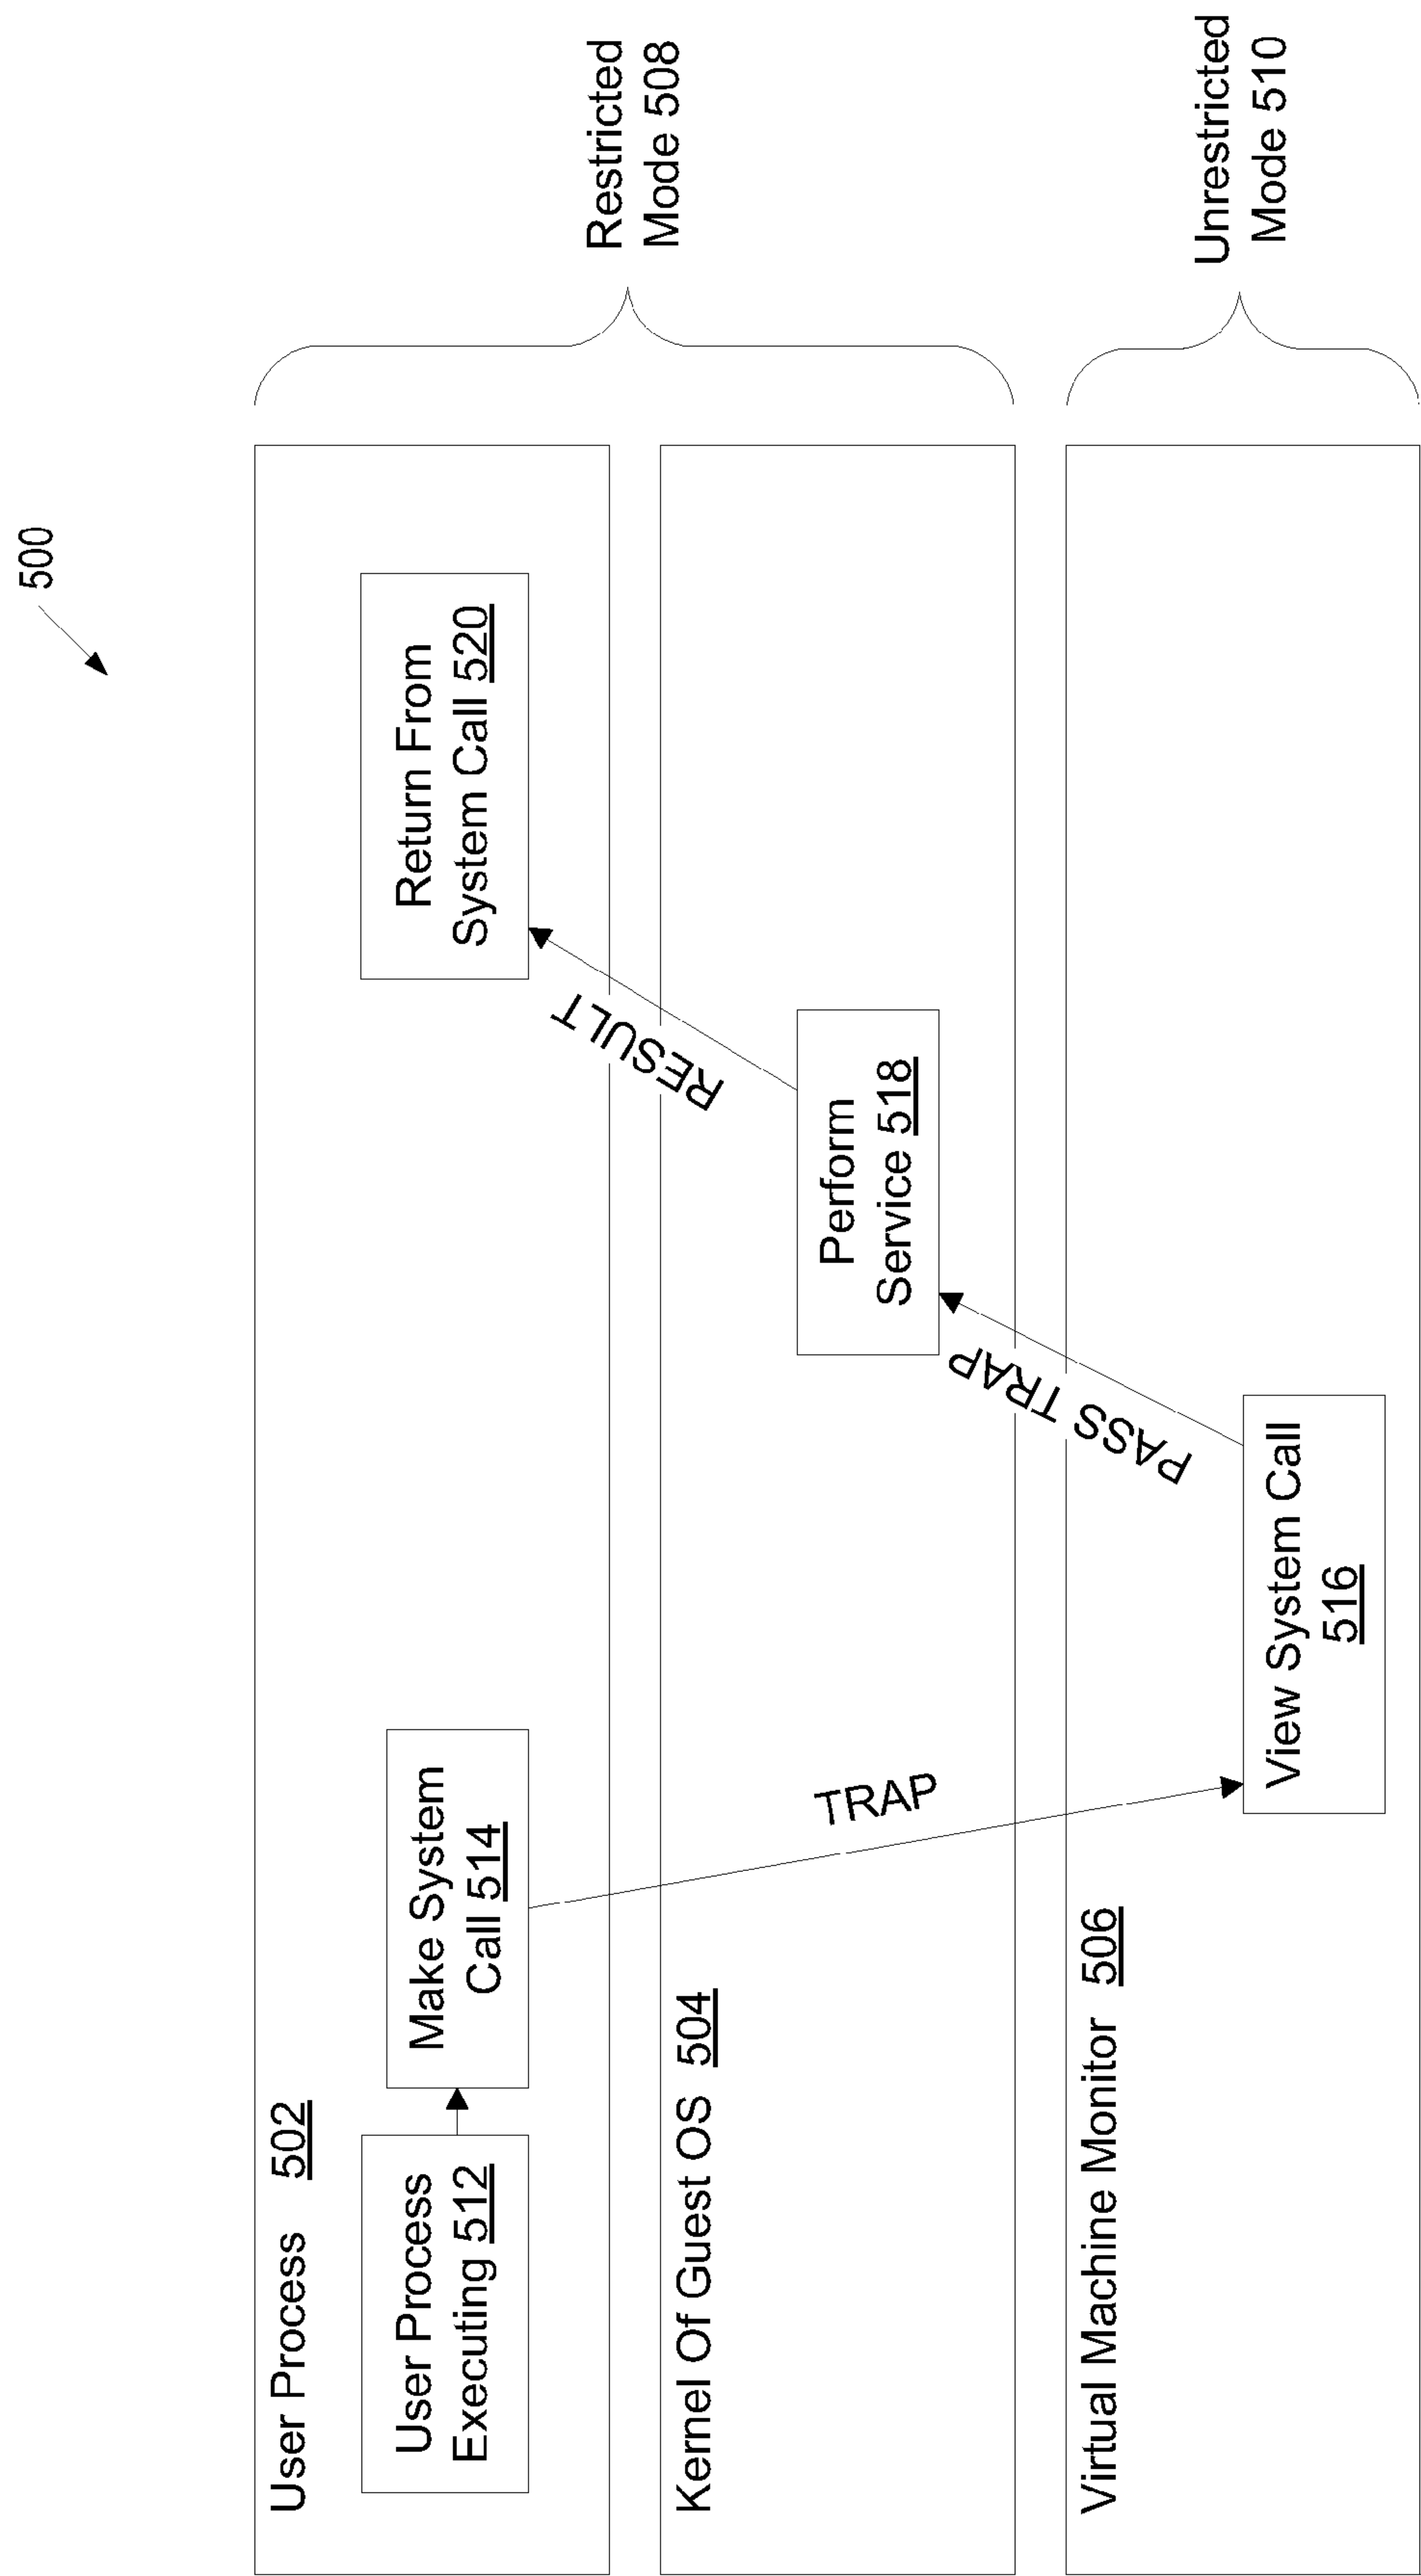 500
User Process 502
User Process
Executing 512
Make System
Call 514
Return From
System Call 520
Restricted
Mode 508
TRAP
RESULT
Kernel Of Guest OS 504
Perform
Service 518
PASS TRAP
Virtual Machine Monitor 506
View System Call
516
Unrestricted
Mode 510